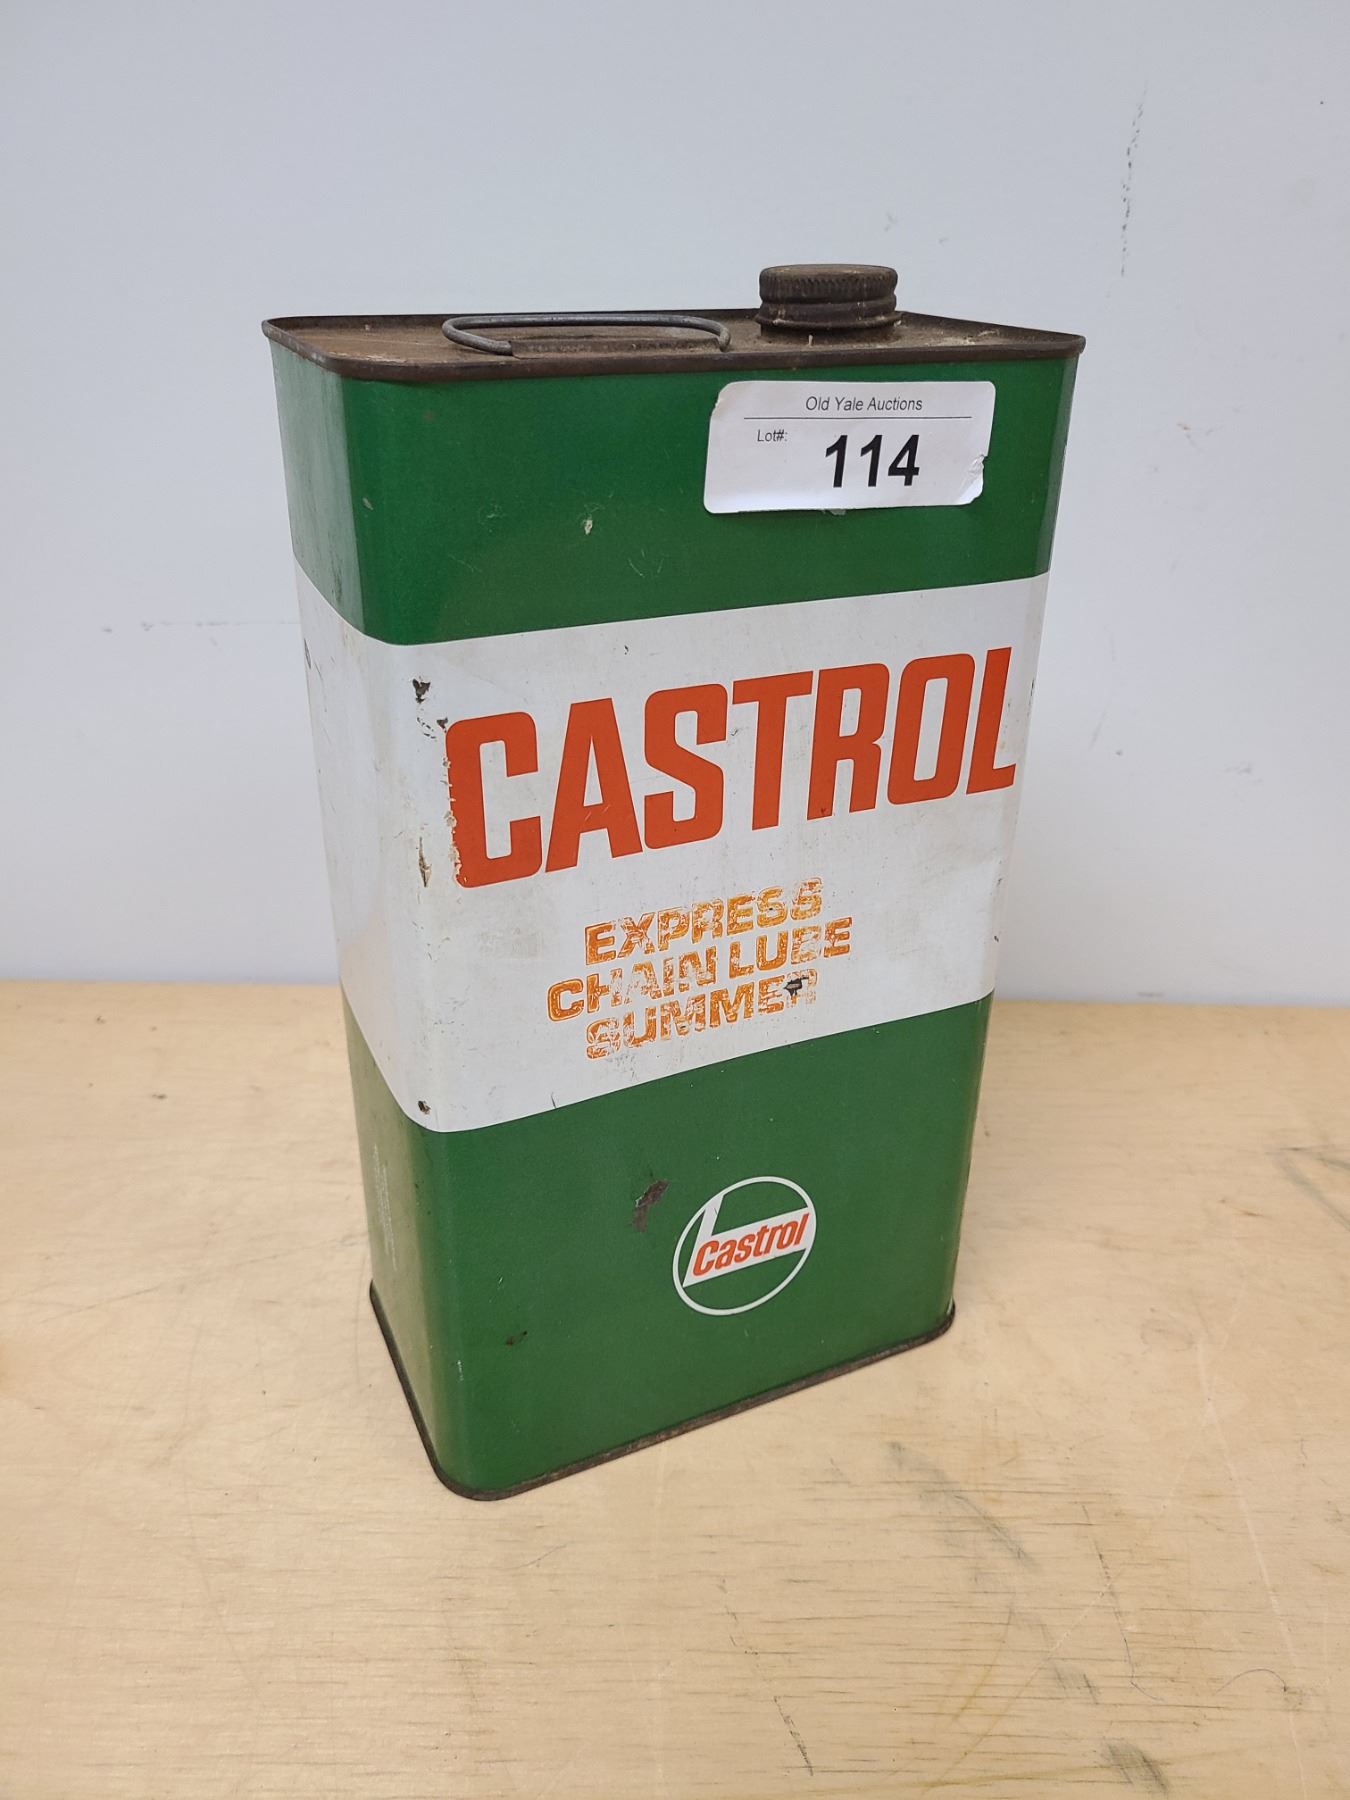 Old Yale Auctions
Lot#: 114
CASTROL
EXPRESS
CHAIN LUBE
SUMMER
Castrol